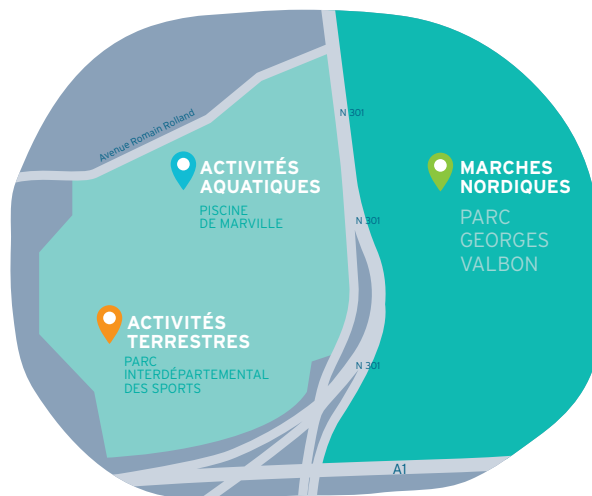 N 301
Avenue Romain Rolland
ACTIVITÉS
AQUATIQUES
PISCINE
DE MARVILLE
MARCHES
NORDIQUES
PARC
GEORGES
VALBON
N 301
ACTIVITÉS
TERRESTRES
PARC
INTERDÉPARTEMENTAL
DES SPORTS
N 301
A1